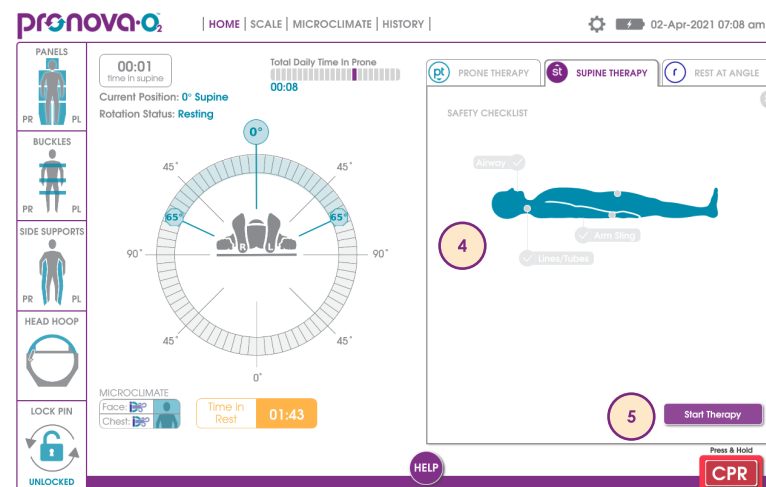 pronova·O2
| HOME | SCALE | MICROCLIMATE | HISTORY |
02-Apr-2021 07:08 am
PANELS
PR PL
BUCKLES
PR PL
SIDE SUPPORTS
PR PL
HEAD HOOP
LOCK PIN
UNLOCKED
00:01
time in supine
Total Daily Time In Prone
00:08
Current Position: 0° Supine
Rotation Status: Resting
0°
45° 45°
65° 65°
R L
90° 90°
45° 45°
0°
MICROCLIMATE
Face:
Chest:
Time in
Rest
01:43
pt PRONE THERAPY
st SUPINE THERAPY
r REST AT ANGLE
SAFETY CHECKLIST
Airway
Arm Sling
Lines/Tubes
4
5
Start Therapy
HELP
Press & Hold
CPR